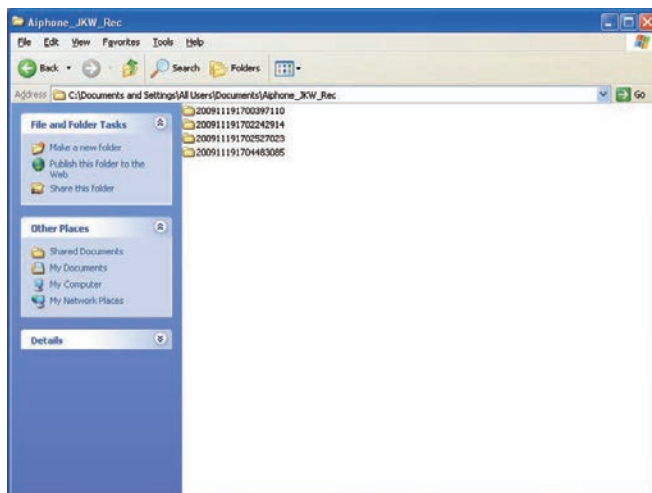 Aiphone_JKW_Rec
File Edit View Favorites Tools Help
Back Search Folders
Address C:\Documents and Settings\All Users\Documents\Aiphone_JKW_Rec Go
File and Folder Tasks
Make a new folder
Publish this folder to the
Web
Share this folder
Other Places
Shared Documents
My Documents
My Computer
My Network Places
Details
200911191700397110
200911191702242914
200911191702527023
200911191704483085